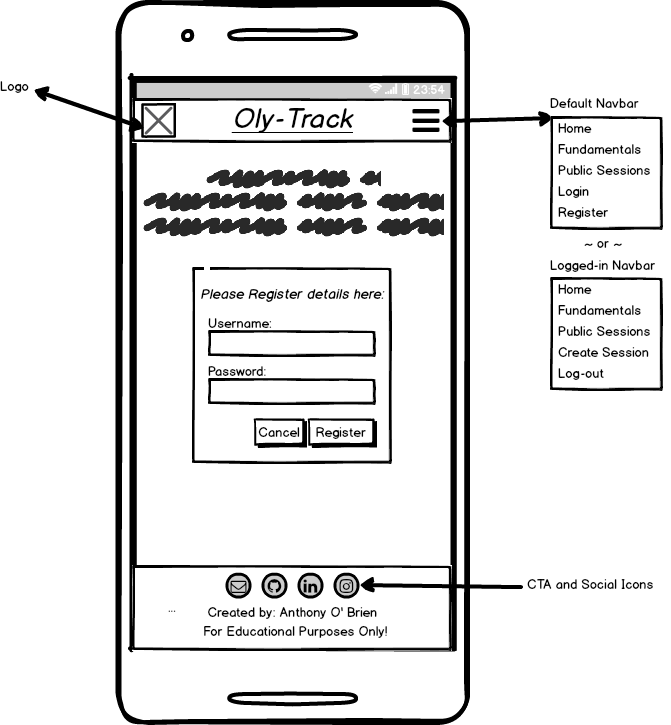 23:54
Logo
Oly-Track
Default Navbar
Home
Fundamentals
Public Sessions
Login
Register
~ or ~
Logged-in Navbar
Home
Fundamentals
Public Sessions
Create Session
Log-out
Please Register details here:
Username:
Password:
Cancel
Register
in
CTA and Social Icons
...
Created by: Anthony O' Brien
For Educational Purposes Only!